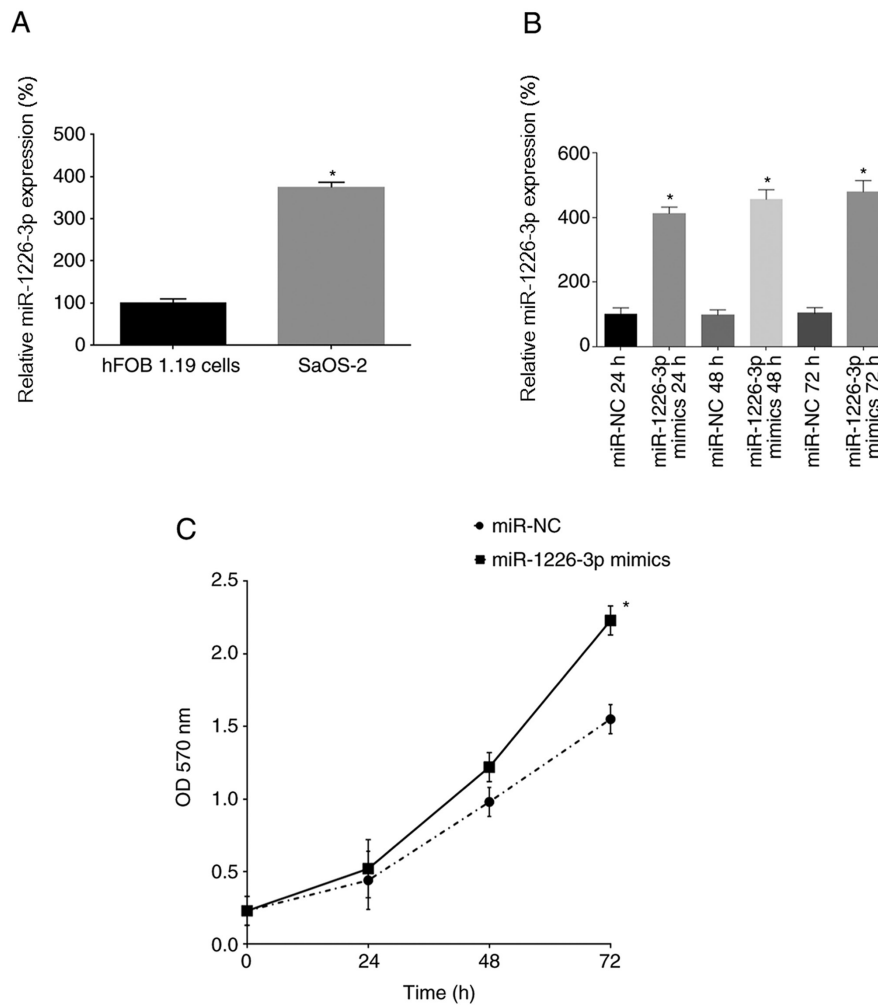 A
Relative miR-1226-3p expression (%)
500
400
300
200
100
0
*
hFOB 1.19 cells
SaOS-2
B
Relative miR-1226-3p expression (%)
600
400
200
0
*
*
*
miR-NC 24 h
miR-1226-3p
mimics 24 h
miR-NC 48 h
miR-1226-3p
mimics 48 h
miR-NC 72 h
miR-1226-3p
mimics 72 h
C
miR-NC
miR-1226-3p mimics
OD 570 nm
2.5
2.0
1.5
1.0
0.5
0.0
*
0
24
48
72
Time (h)